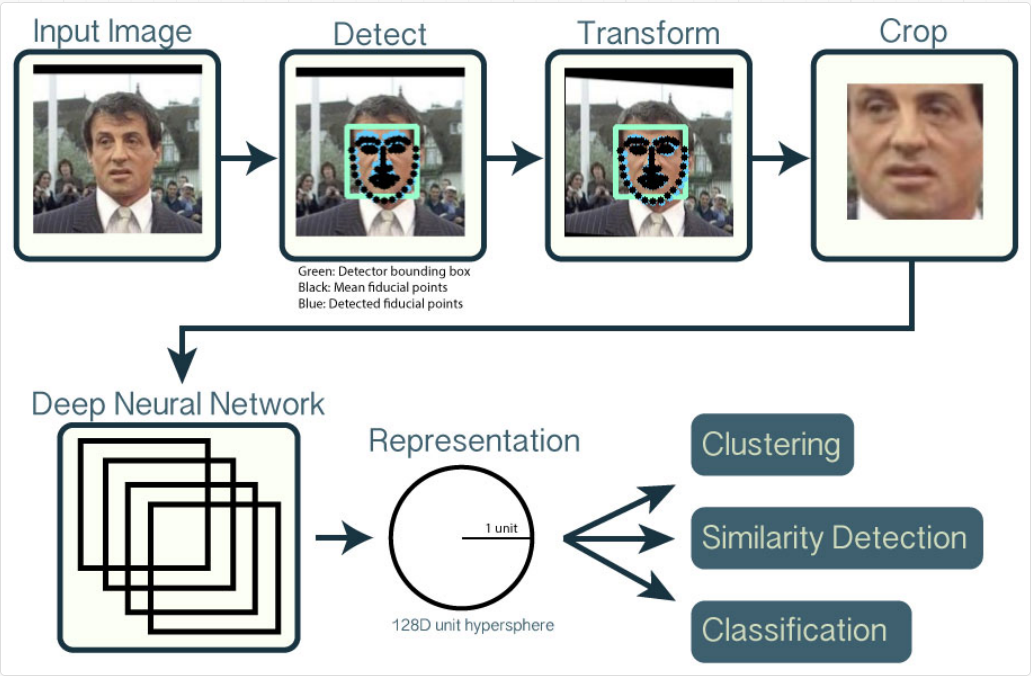 Input Image
Detect
Transform
Crop
Green: Detector bounding box
Black: Mean fiducial points
Blue: Detected fiducial points
Deep Neural Network
Representation
1 unit
128D unit hypersphere
Clustering
Similarity Detection
Classification